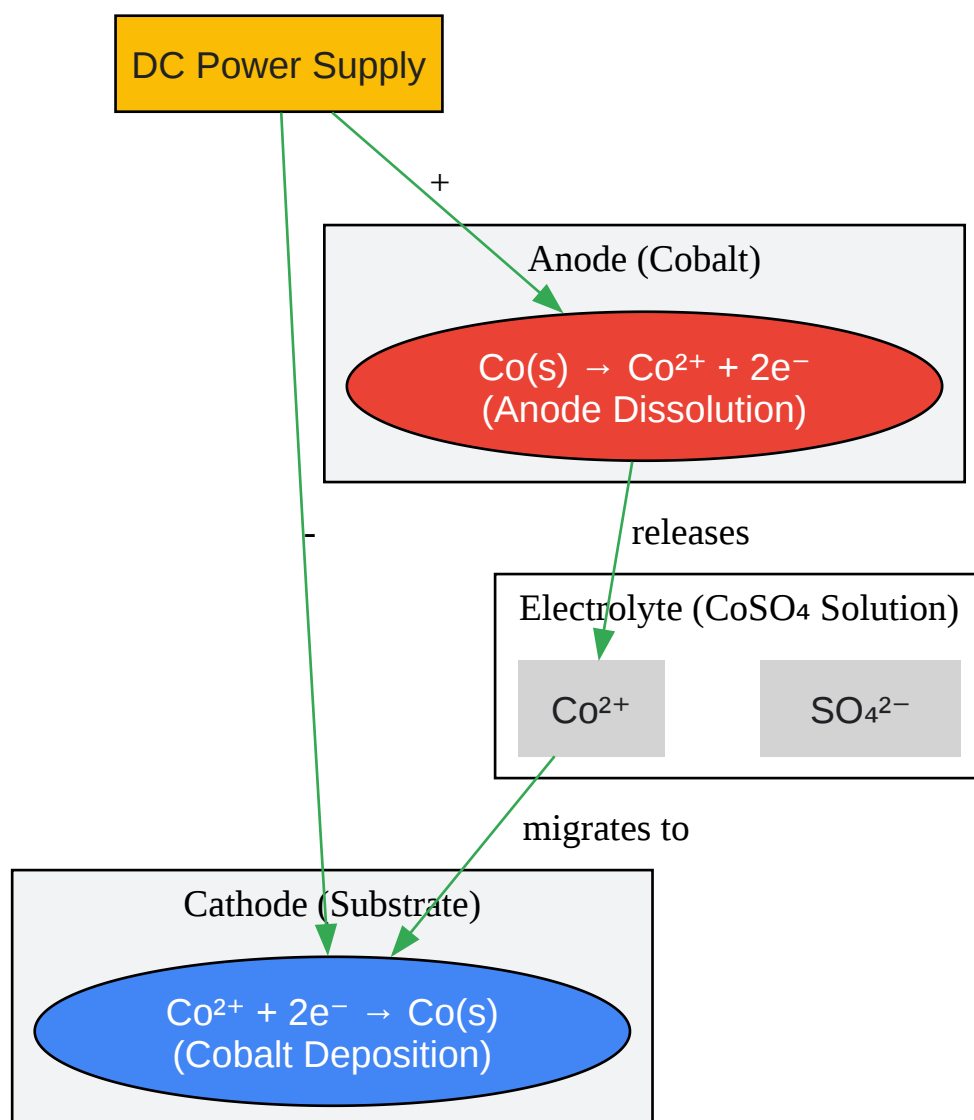 DC Power Supply
+
Anode (Cobalt)
Co(s) → Co²⁺ + 2e⁻
(Anode Dissolution)
-
releases
Electrolyte (CoSO₄ Solution)
Co²⁺
SO₄²⁻
migrates to
Cathode (Substrate)
Co²⁺ + 2e⁻ → Co(s)
(Cobalt Deposition)